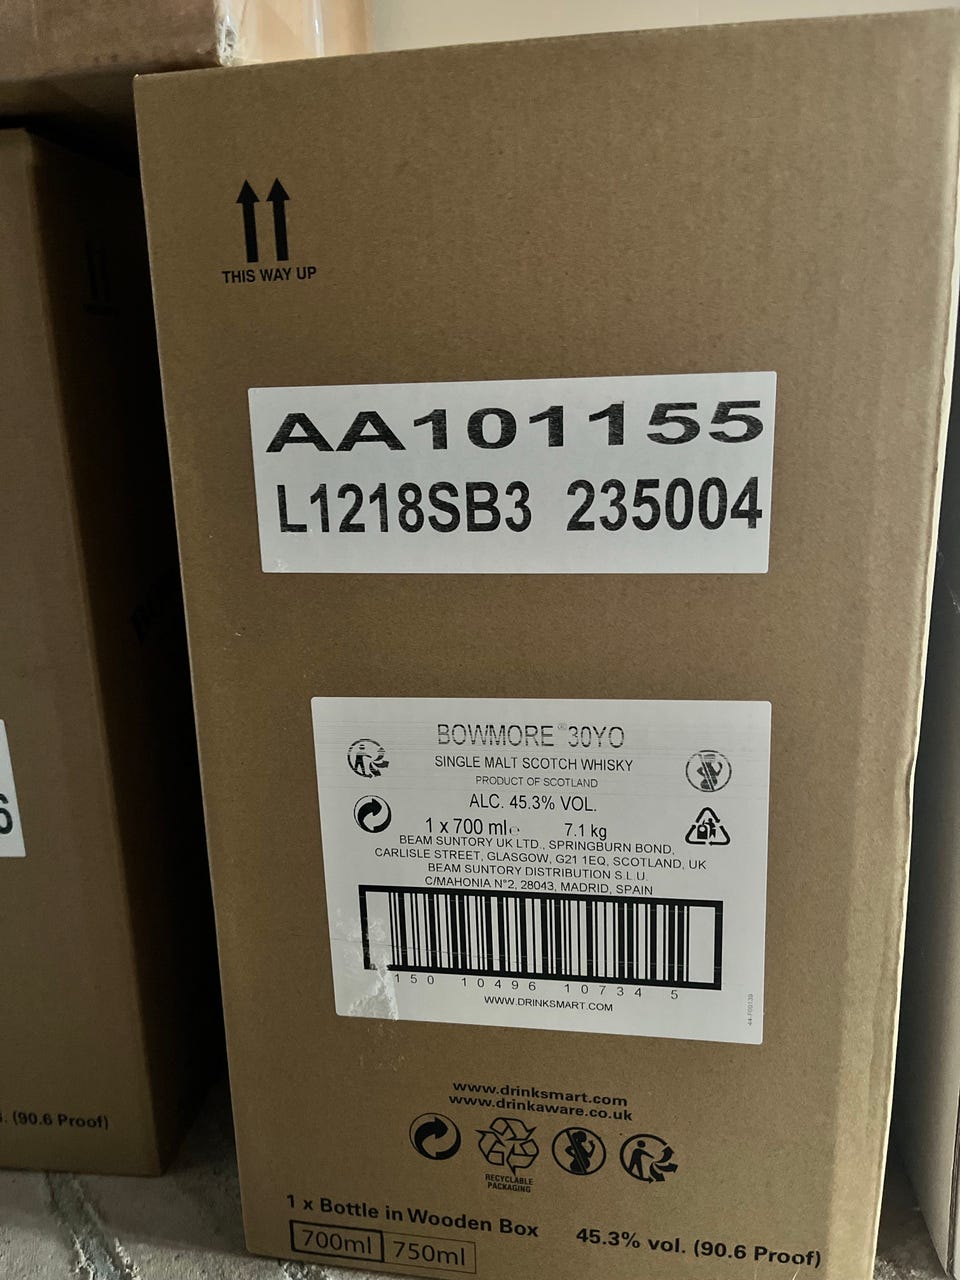 THIS WAY UP
AA101155
L1218SB3 235004
BOWMORE® 30YO
SINGLE MALT SCOTCH WHISKY
PRODUCT OF SCOTLAND
ALC. 45.3% VOL.
1 x 700 ml e 7.1 kg
BEAM SUNTORY UK LTD., SPRINGBURN BOND,
CARLISLE STREET, GLASGOW, G21 1EQ, SCOTLAND, UK
BEAM SUNTORY DISTRIBUTION S.L.U.
C/MAHONIA N°2, 28043, MADRID, SPAIN
150 10496 10734 5
WWW.DRINKSMART.COM
www.drinksmart.com
www.drinkaware.co.uk
RECYCLABLE
PACKAGING
1 x Bottle in Wooden Box 45.3% vol. (90.6 Proof)
700ml 750ml
6
. (90.6 Proof)